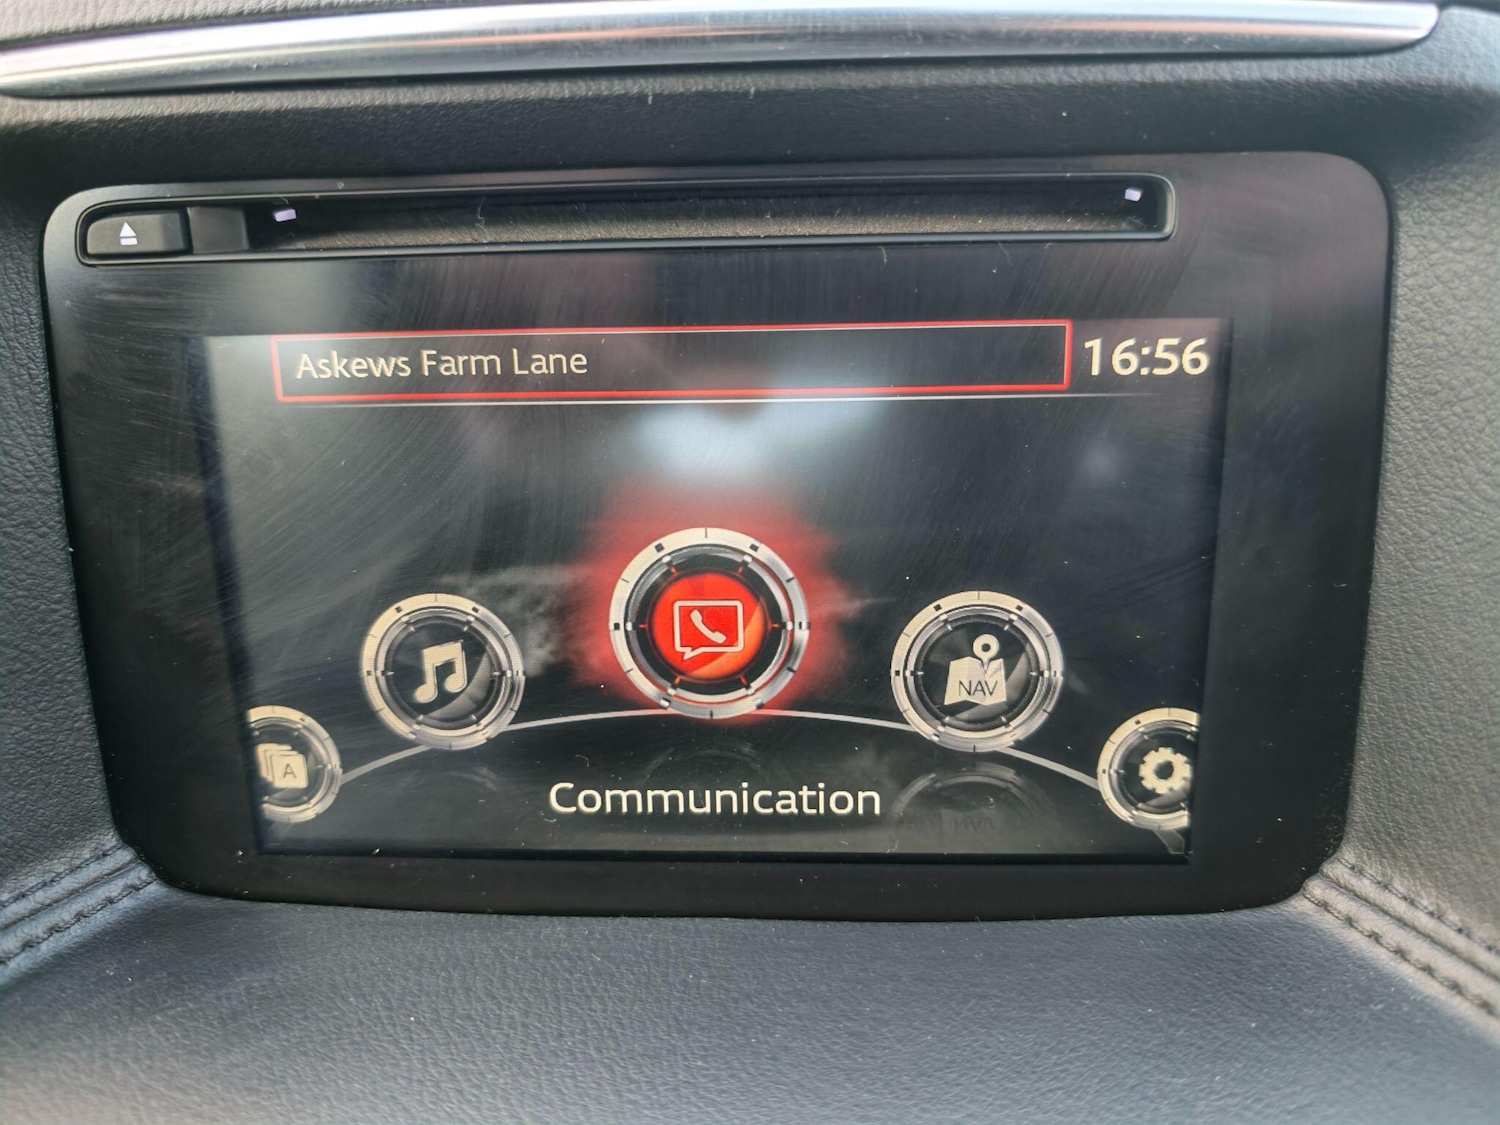 Askews Farm Lane
16:56
NAV
A
Communication